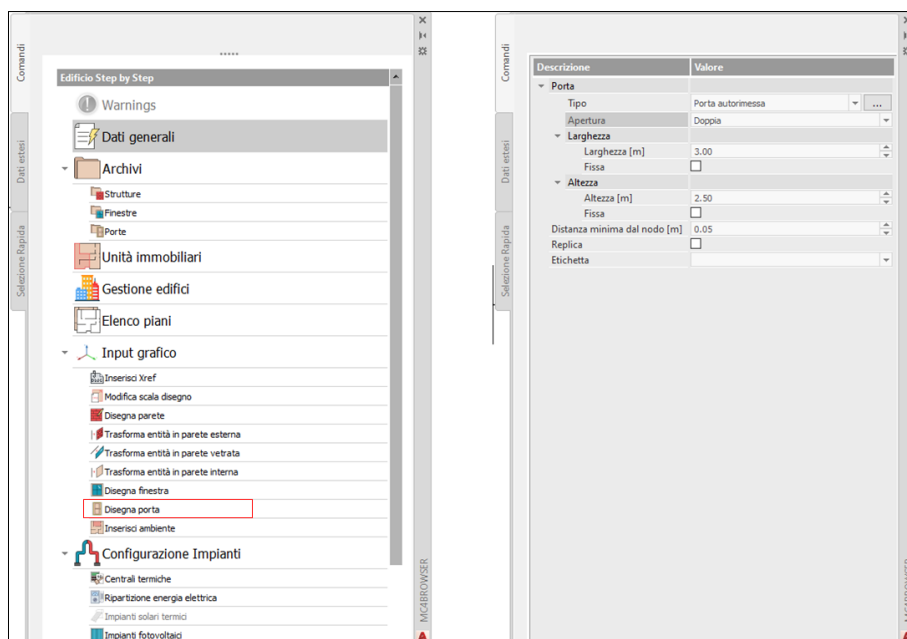 Comandi
Dati estesi
Selezione Rapida
Edificio Step by Step
Warnings
Dati generali
Archivi
Strutture
Finestre
Porte
Unità immobiliari
Gestione edifici
Elenco piani
Input grafico
Inserisci Xref
Modifica scala disegno
Disegna parete
Trasforma entità in parete esterna
Trasforma entità in parete vetrata
Trasforma entità in parete interna
Disegna finestra
Disegna porta
Inserisci ambiente
Configurazione Impianti
Centrali termiche
Ripartizione energia elettrica
Impianti solari termici
Impianti fotovoltaici
MC4BROWSER
Comandi
Dati estesi
Selezione Rapida
Descrizione Valore
Porta
Tipo Porta autorimessa ...
Apertura Doppia
Larghezza
Larghezza [m] 3.00
Fissa
Altezza
Altezza [m] 2.50
Fissa
Distanza minima dal nodo [m] 0.05
Replica
Etichetta
MC4BROWSER